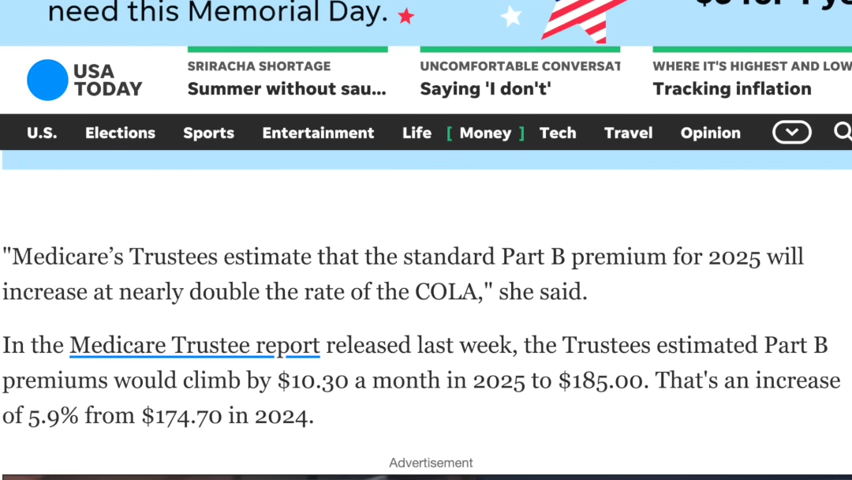 need this Memorial Day.
USA
TODAY
SRIRACHA SHORTAGE
Summer without sau...
UNCOMFORTABLE CONVERSAT
Saying 'I don't'
WHERE IT'S HIGHEST AND LOW
Tracking inflation
U.S. Elections Sports Entertainment Life [ Money ] Tech Travel Opinion
"Medicare’s Trustees estimate that the standard Part B premium for 2025 will
increase at nearly double the rate of the COLA," she said.
In the Medicare Trustee report released last week, the Trustees estimated Part B
premiums would climb by $10.30 a month in 2025 to $185.00. That's an increase
of 5.9% from $174.70 in 2024.
Advertisement